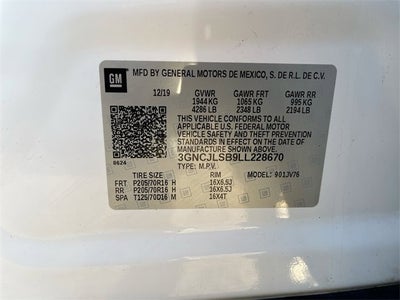 GM
MFD BY GENERAL MOTORS DE MEXICO, S. DE R.L. DE C.V.
12/19 GVWR GAWR FRT GAWR RR
1944 KG 1065 KG 995 KG
4286 LB 2348 LB 2194 LB
THIS VEHICLE CONFORMS TO ALL
APPLICABLE U.S. FEDERAL MOTOR
VEHICLE SAFETY AND THEFT PREVENTION
STANDARDS IN EFFECT ON THE DATE OF
MANUFACTURE SHOWN ABOVE.
3GNCJLSB9LL228670
0624 TYPE: M.P.V.
TIRE SIZE RIM MODEL: 901JV76
FRT P205/70R16 H 16X6.5J
RR P205/70R16 H 16X6.5J
SPA T125/70D16 M 16X4T